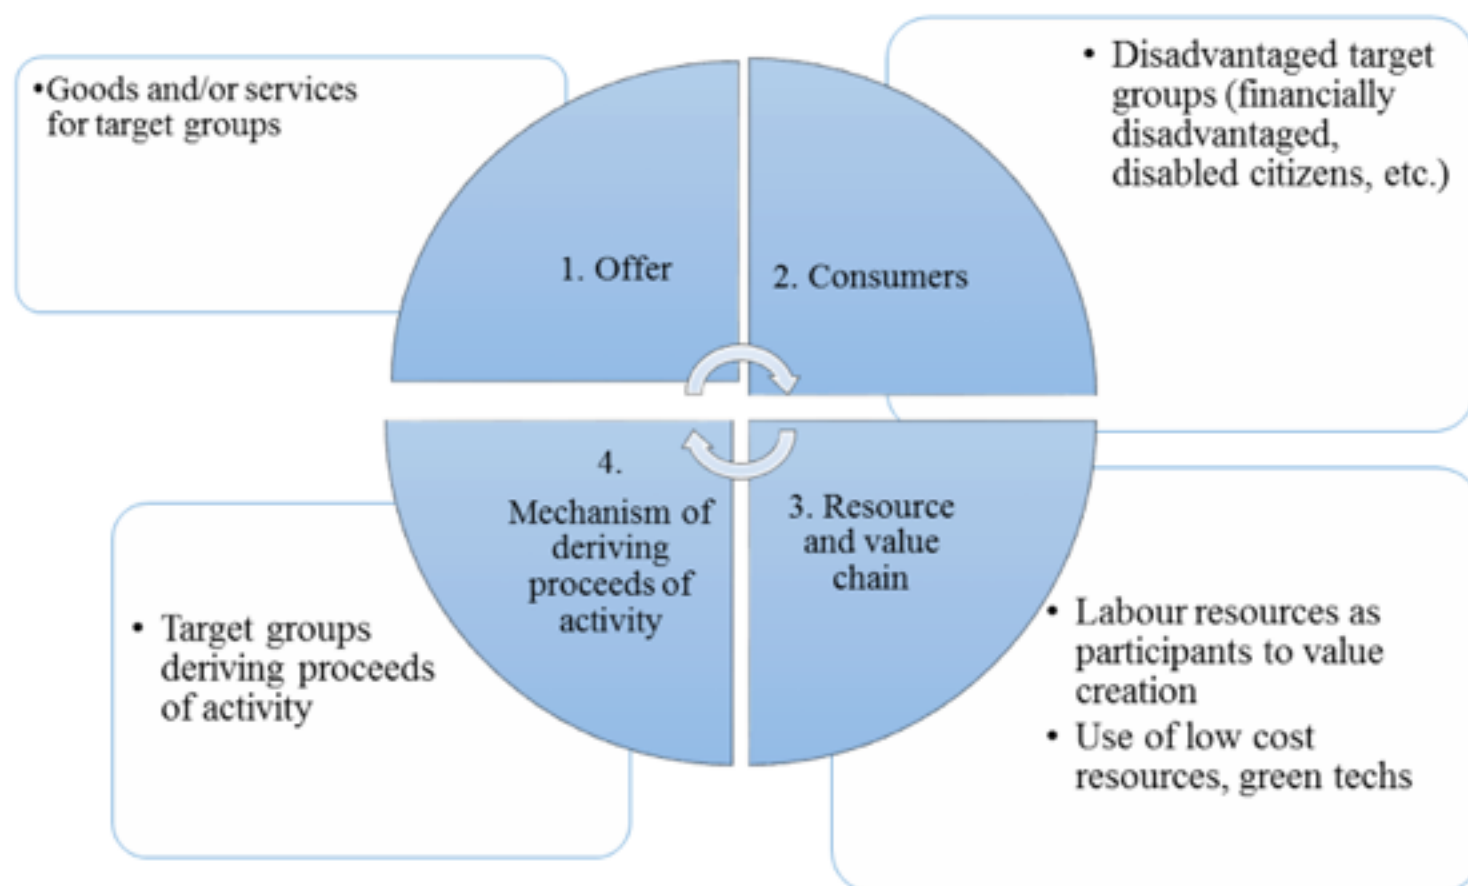 •Goods and/or services
for target groups
• Disadvantaged target
groups (financially
disadvantaged,
disabled citizens, etc.)
1. Offer
2. Consumers
4.
Mechanism of
deriving
proceeds of
activity
3. Resource
and value
chain
• Target groups
deriving proceeds
of activity
• Labour resources as
participants to value
creation
• Use of low cost
resources, green techs